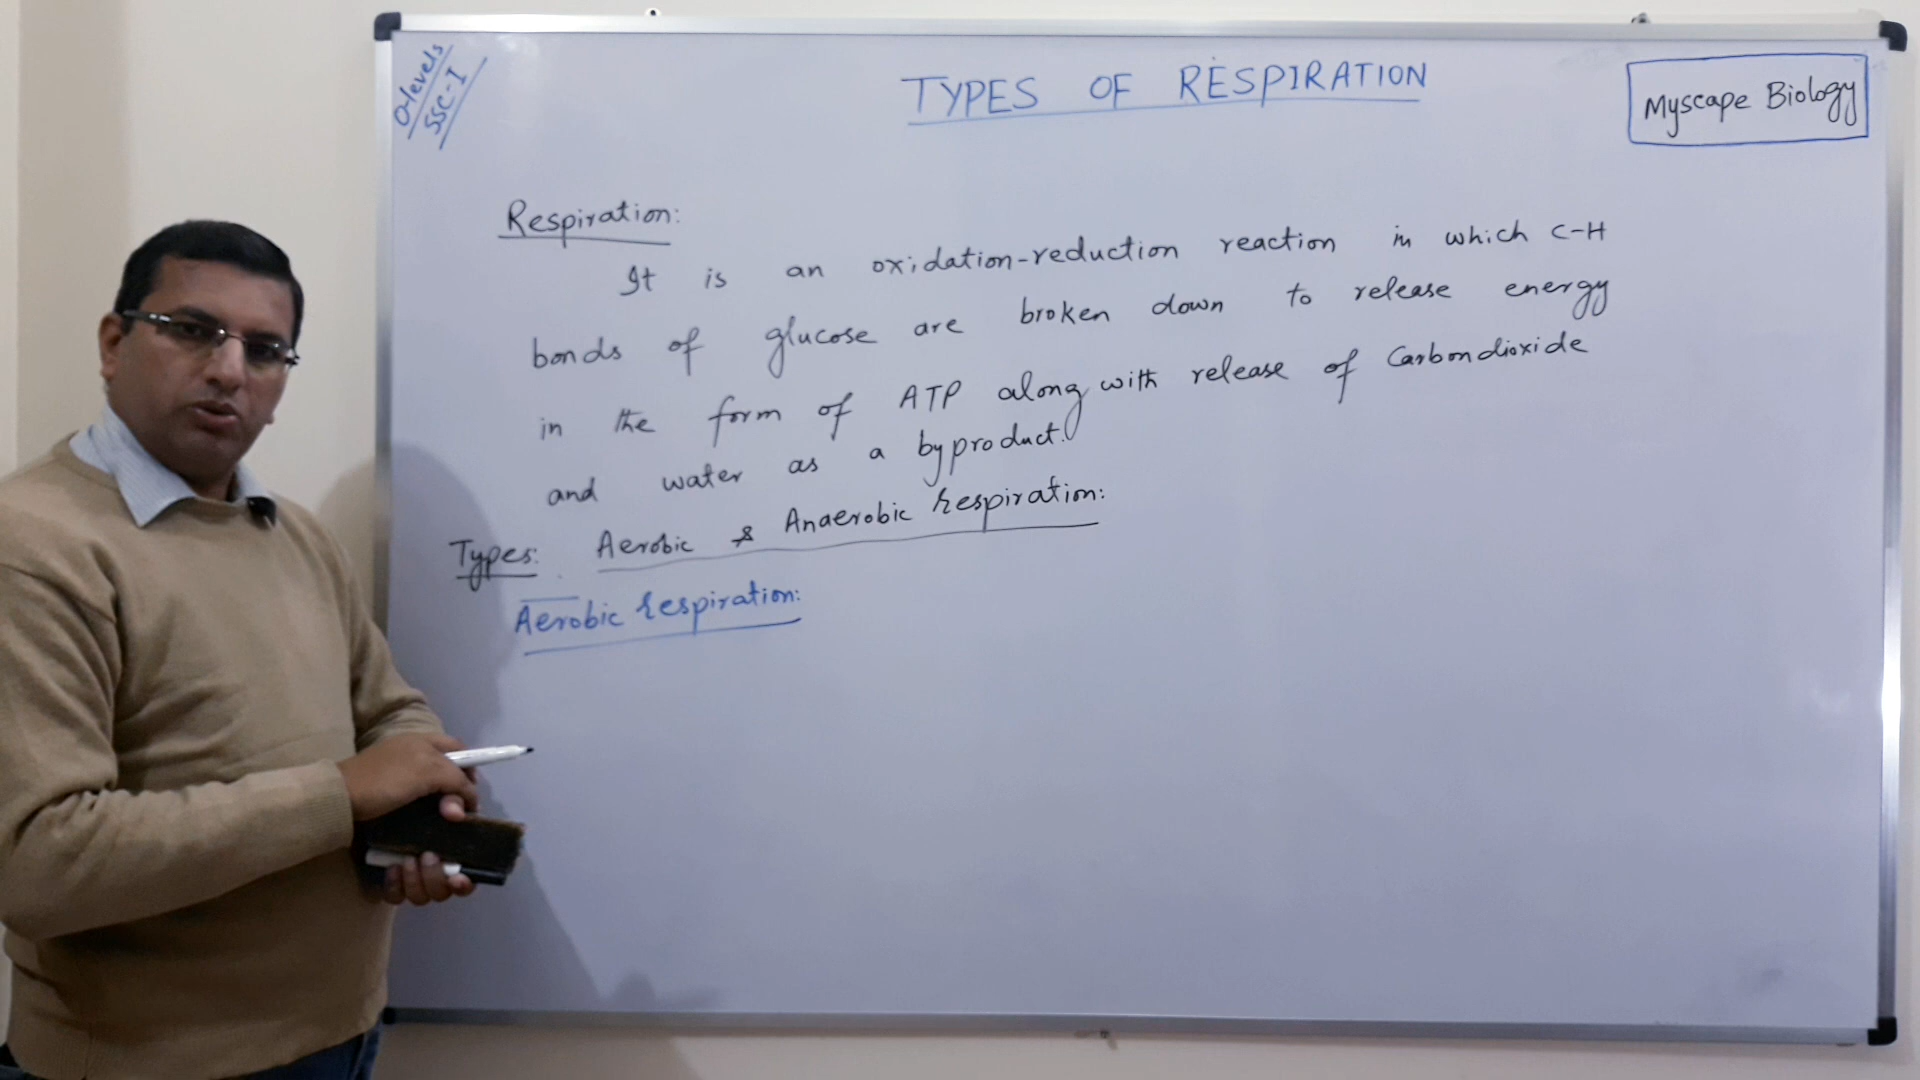 O-levels
SSC-I
TYPES OF RESPIRATION
Myscape Biology
Respiration:
It is an oxidation-reduction reaction in which C-H
bonds of glucose are broken down to release energy
in the form of ATP along with release of Carbondioxide
and water as a byproduct.
Types: Aerobic & Anaerobic respiration:
Aerobic respiration: